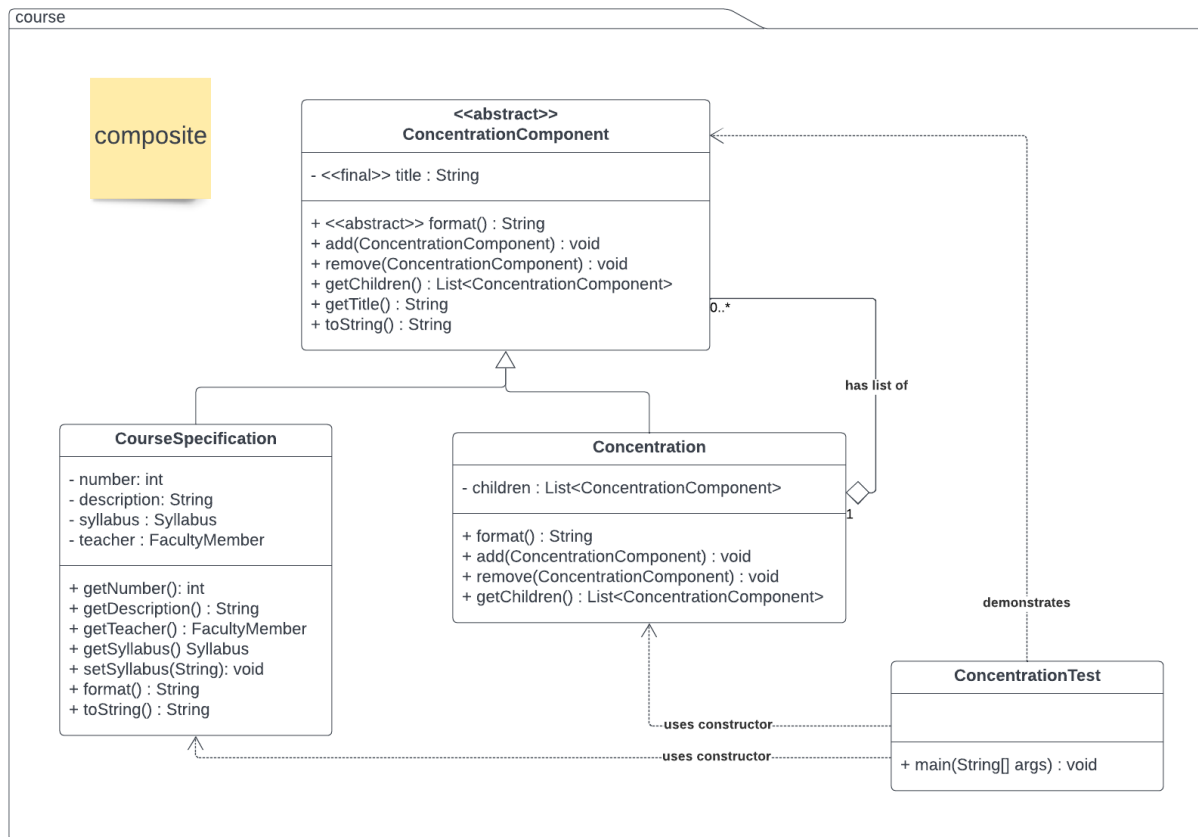 course
composite
<<abstract>>
ConcentrationComponent
- <<final>> title : String
+ <<abstract>> format() : String
+ add(ConcentrationComponent) : void
+ remove(ConcentrationComponent) : void
+ getChildren() : List<ConcentrationComponent>
+ getTitle() : String
+ toString() : String
0..*
has list of
CourseSpecification
- number: int
- description: String
- syllabus : Syllabus
- teacher : FacultyMember
+ getNumber(): int
+ getDescription() : String
+ getTeacher() : FacultyMember
+ getSyllabus() Syllabus
+ setSyllabus(String): void
+ format() : String
+ toString() : String
Concentration
- children : List<ConcentrationComponent>
+ format() : String
+ add(ConcentrationComponent) : void
+ remove(ConcentrationComponent) : void
+ getChildren() : List<ConcentrationComponent>
1
demonstrates
ConcentrationTest
+ main(String[] args) : void
uses constructor
uses constructor